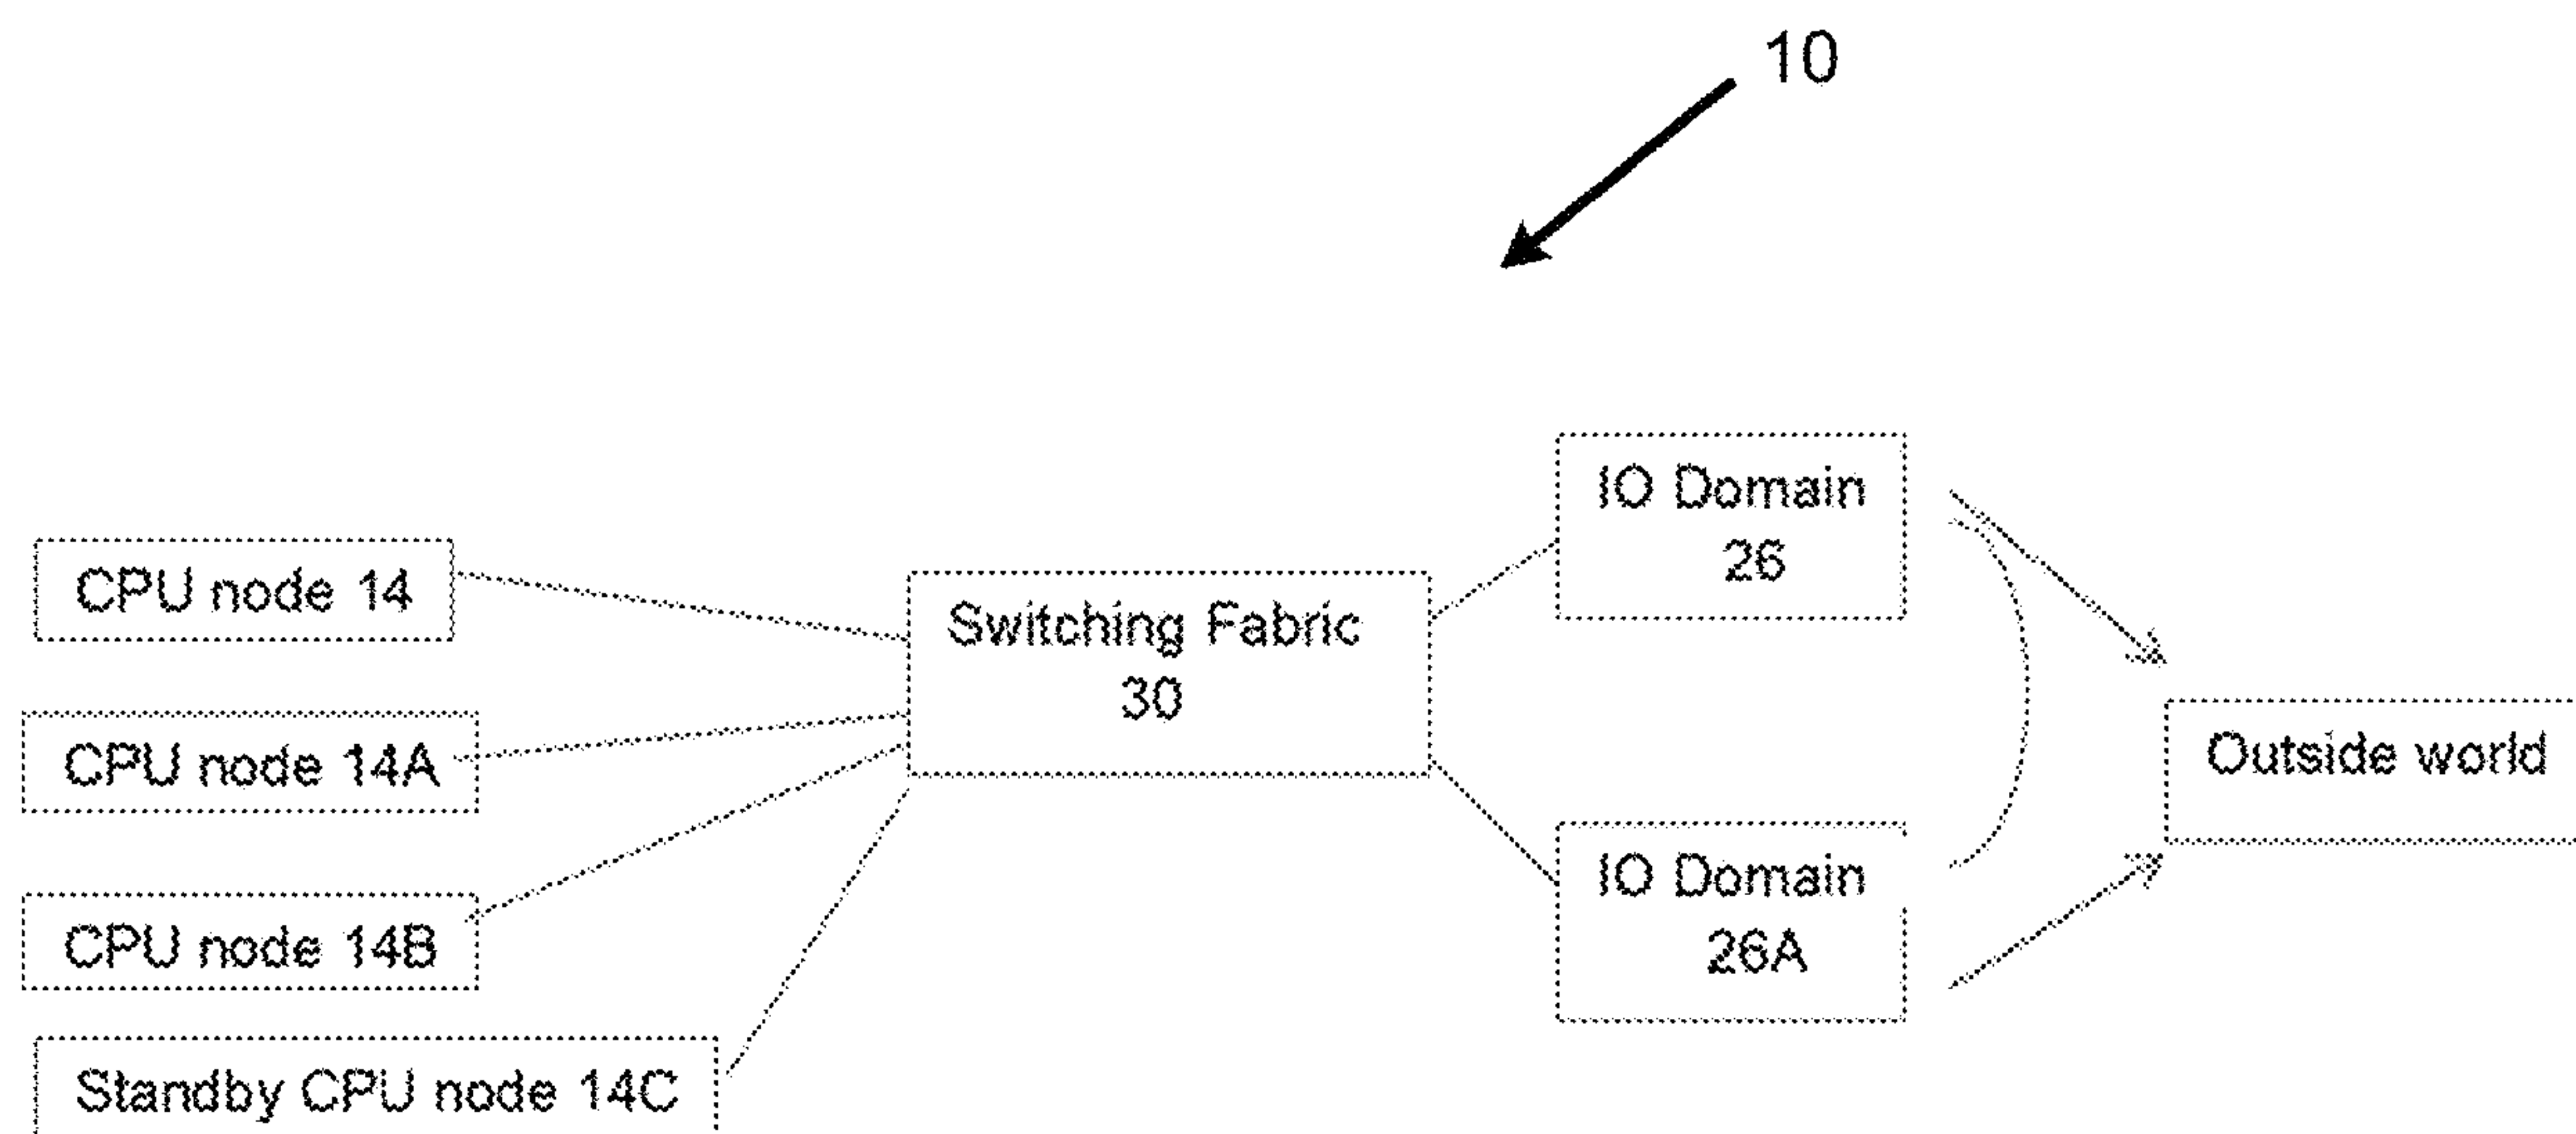 10
IO Domain
26
CPU node 14
Switching Fabric
30
CPU node 14A
Outside world
IO Domain
26A
CPU node 14B
Standby CPU node 14C